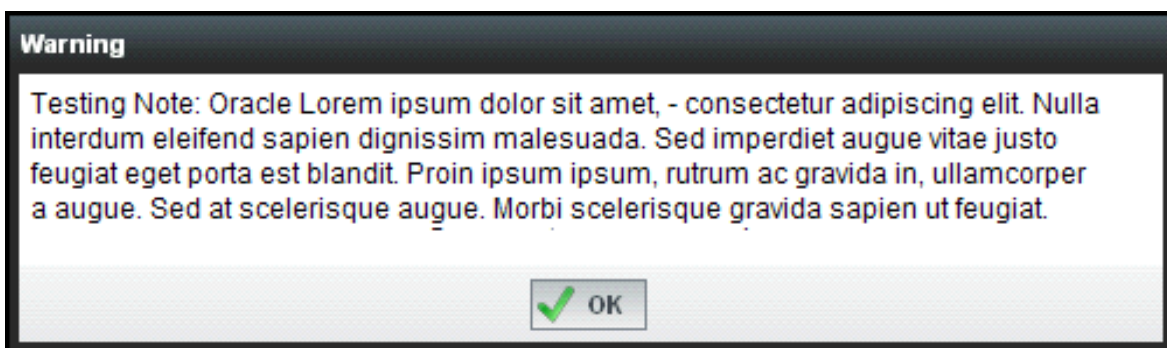 Warning
Testing Note: Oracle Lorem ipsum dolor sit amet, - consectetur adipiscing elit. Nulla
interdum eleifend sapien dignissim malesuada. Sed imperdiet augue vitae justo
feugiat eget porta est blandit. Proin ipsum ipsum, rutrum ac gravida in, ullamcorper
a augue. Sed at scelerisque augue. Morbi scelerisque gravida sapien ut feugiat.
OK